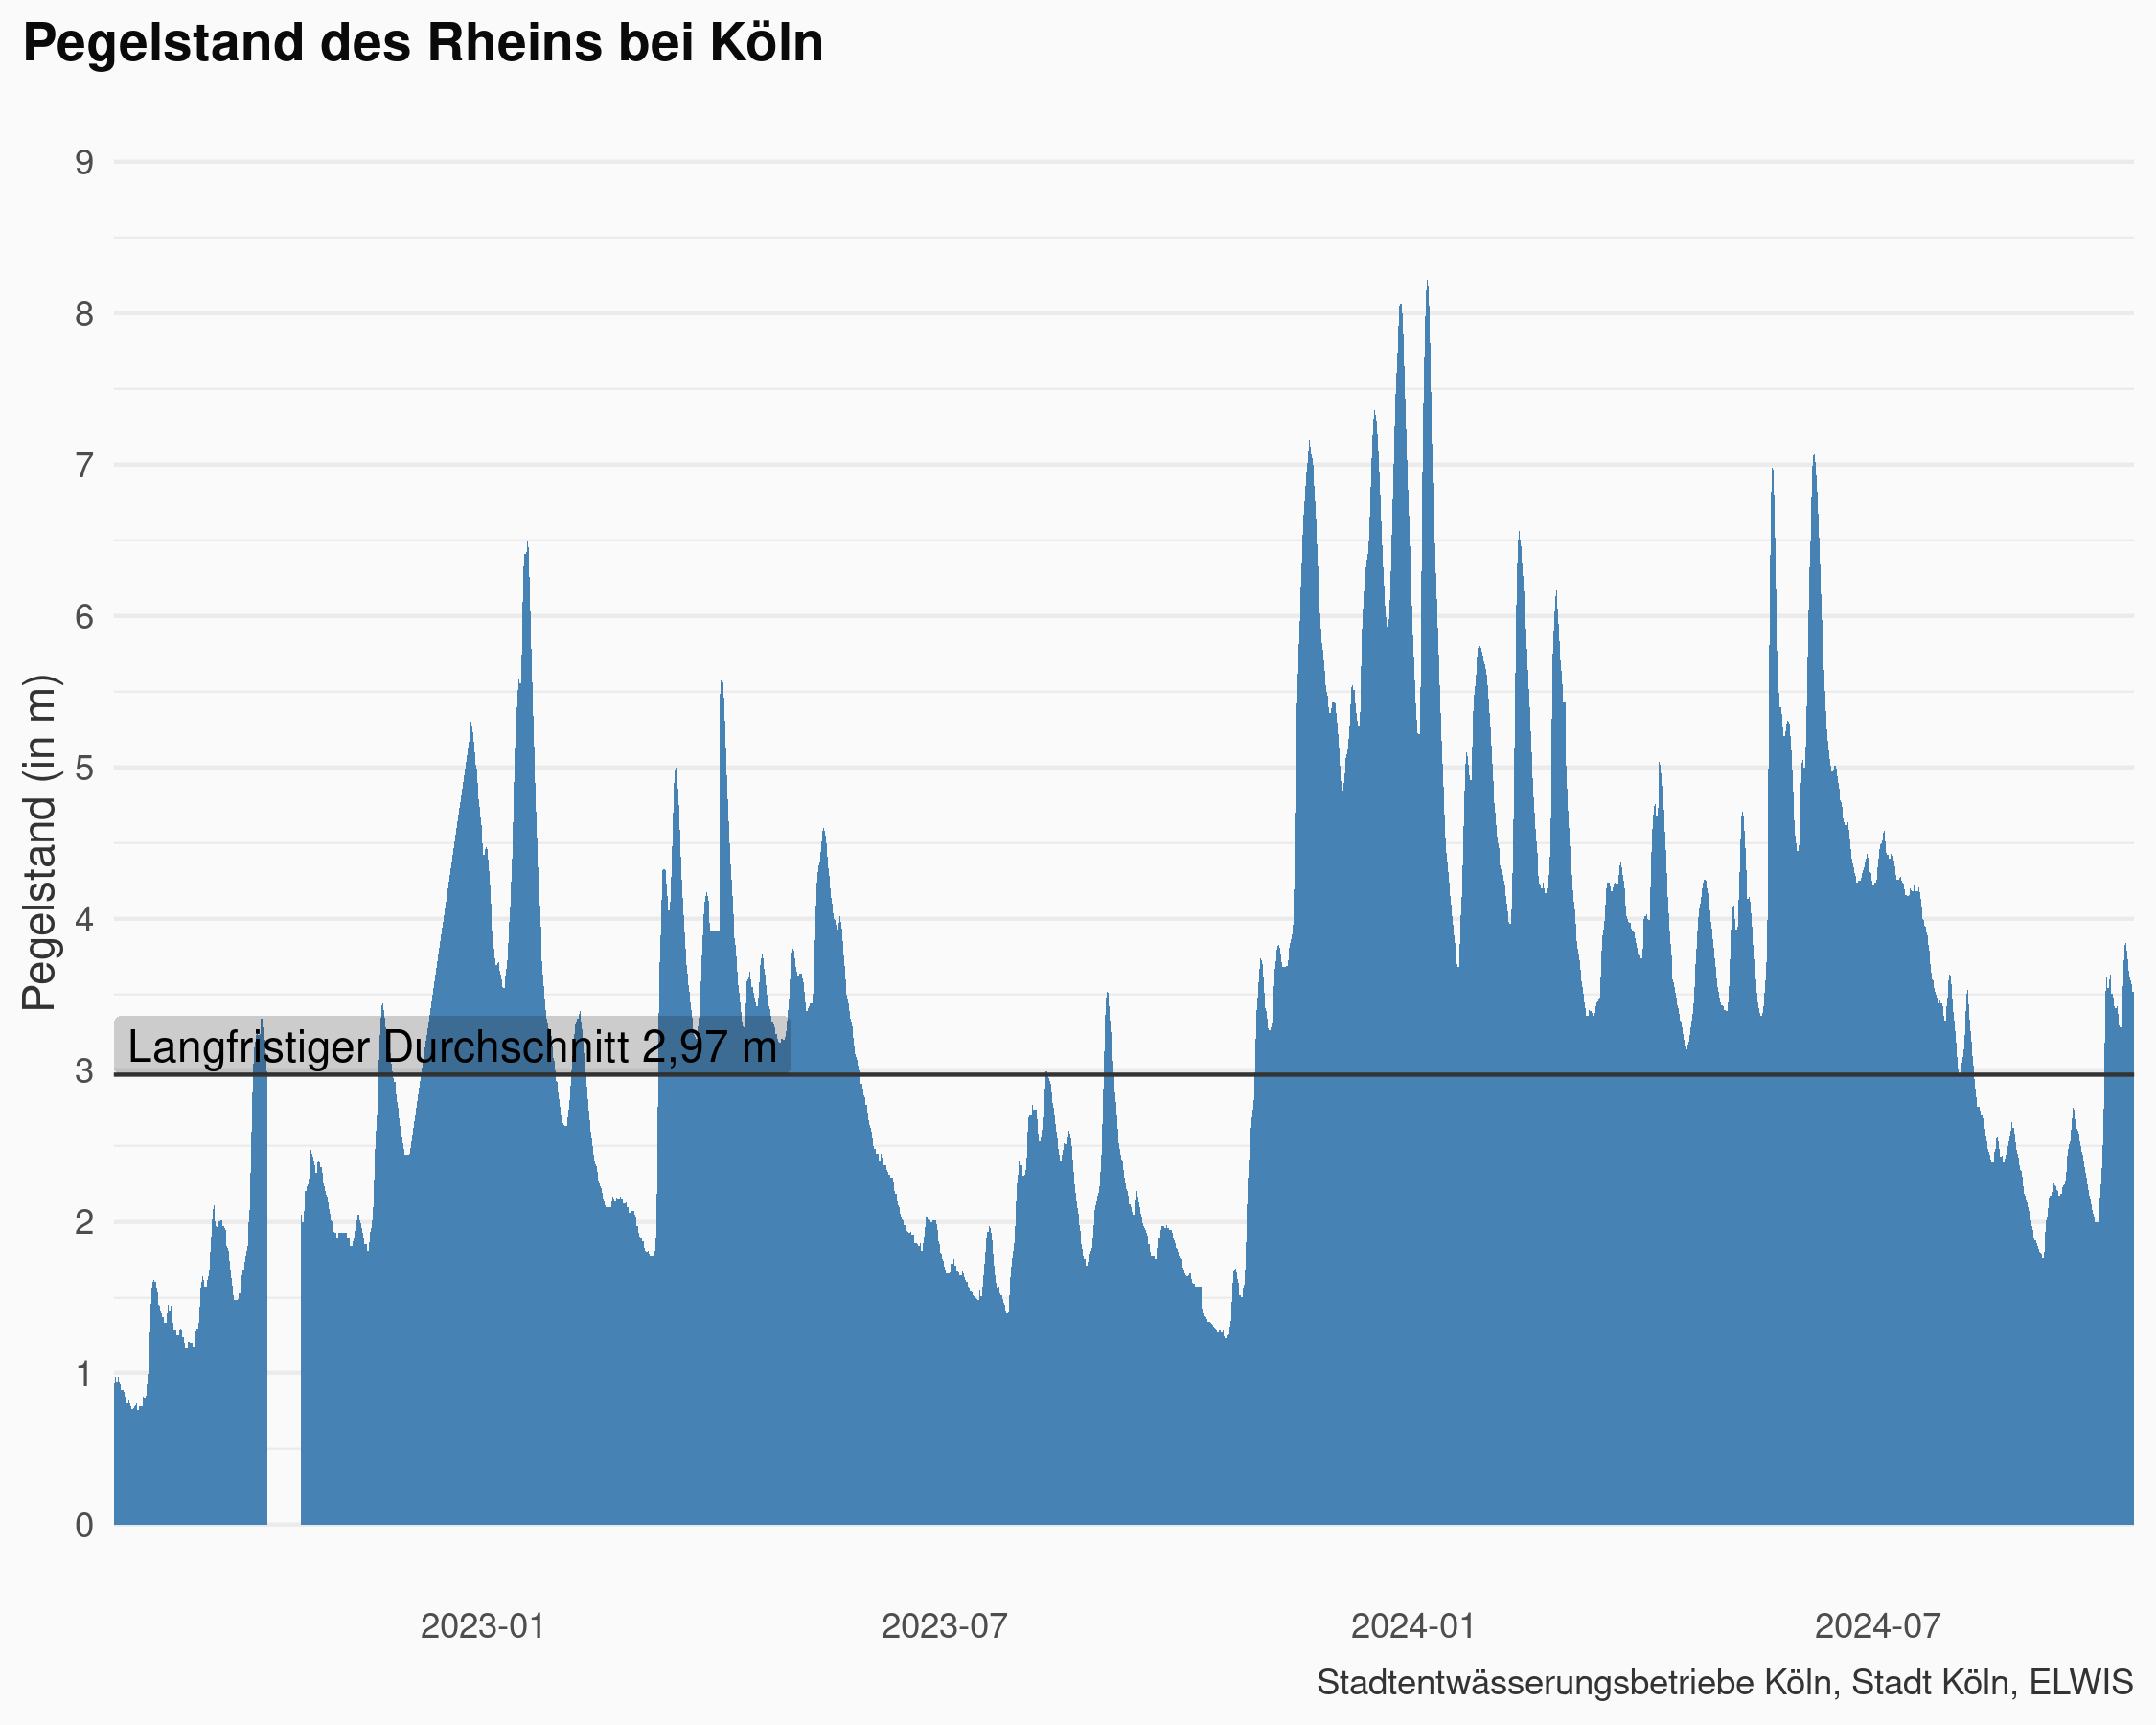 Pegelstand des Rheins bei Köln
Pegelstand (in m)
9
8
7
6
5
4
3
2
1
0
Langfristiger Durchschnitt 2,97 m
2023-01 2023-07 2024-01 2024-07
Stadtentwässerungsbetriebe Köln, Stadt Köln, ELWIS